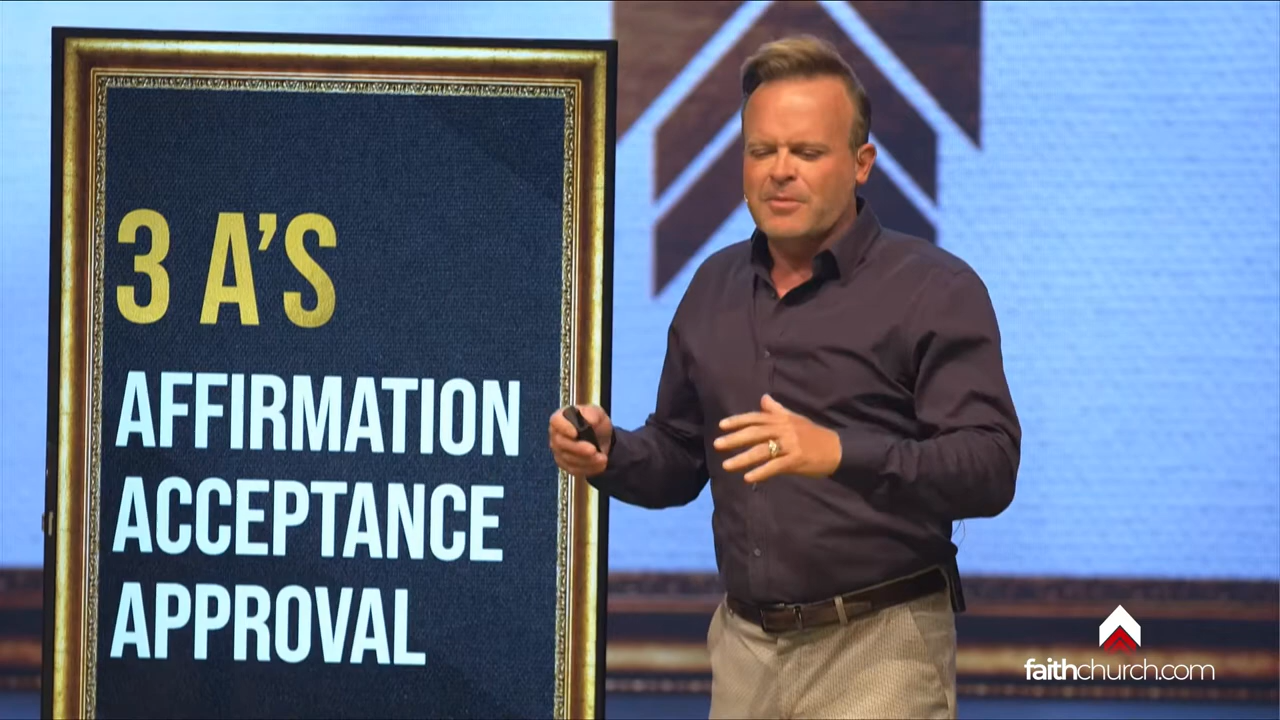 3 A'S
AFFIRMATION
ACCEPTANCE
APPROVAL
faithchurch.com